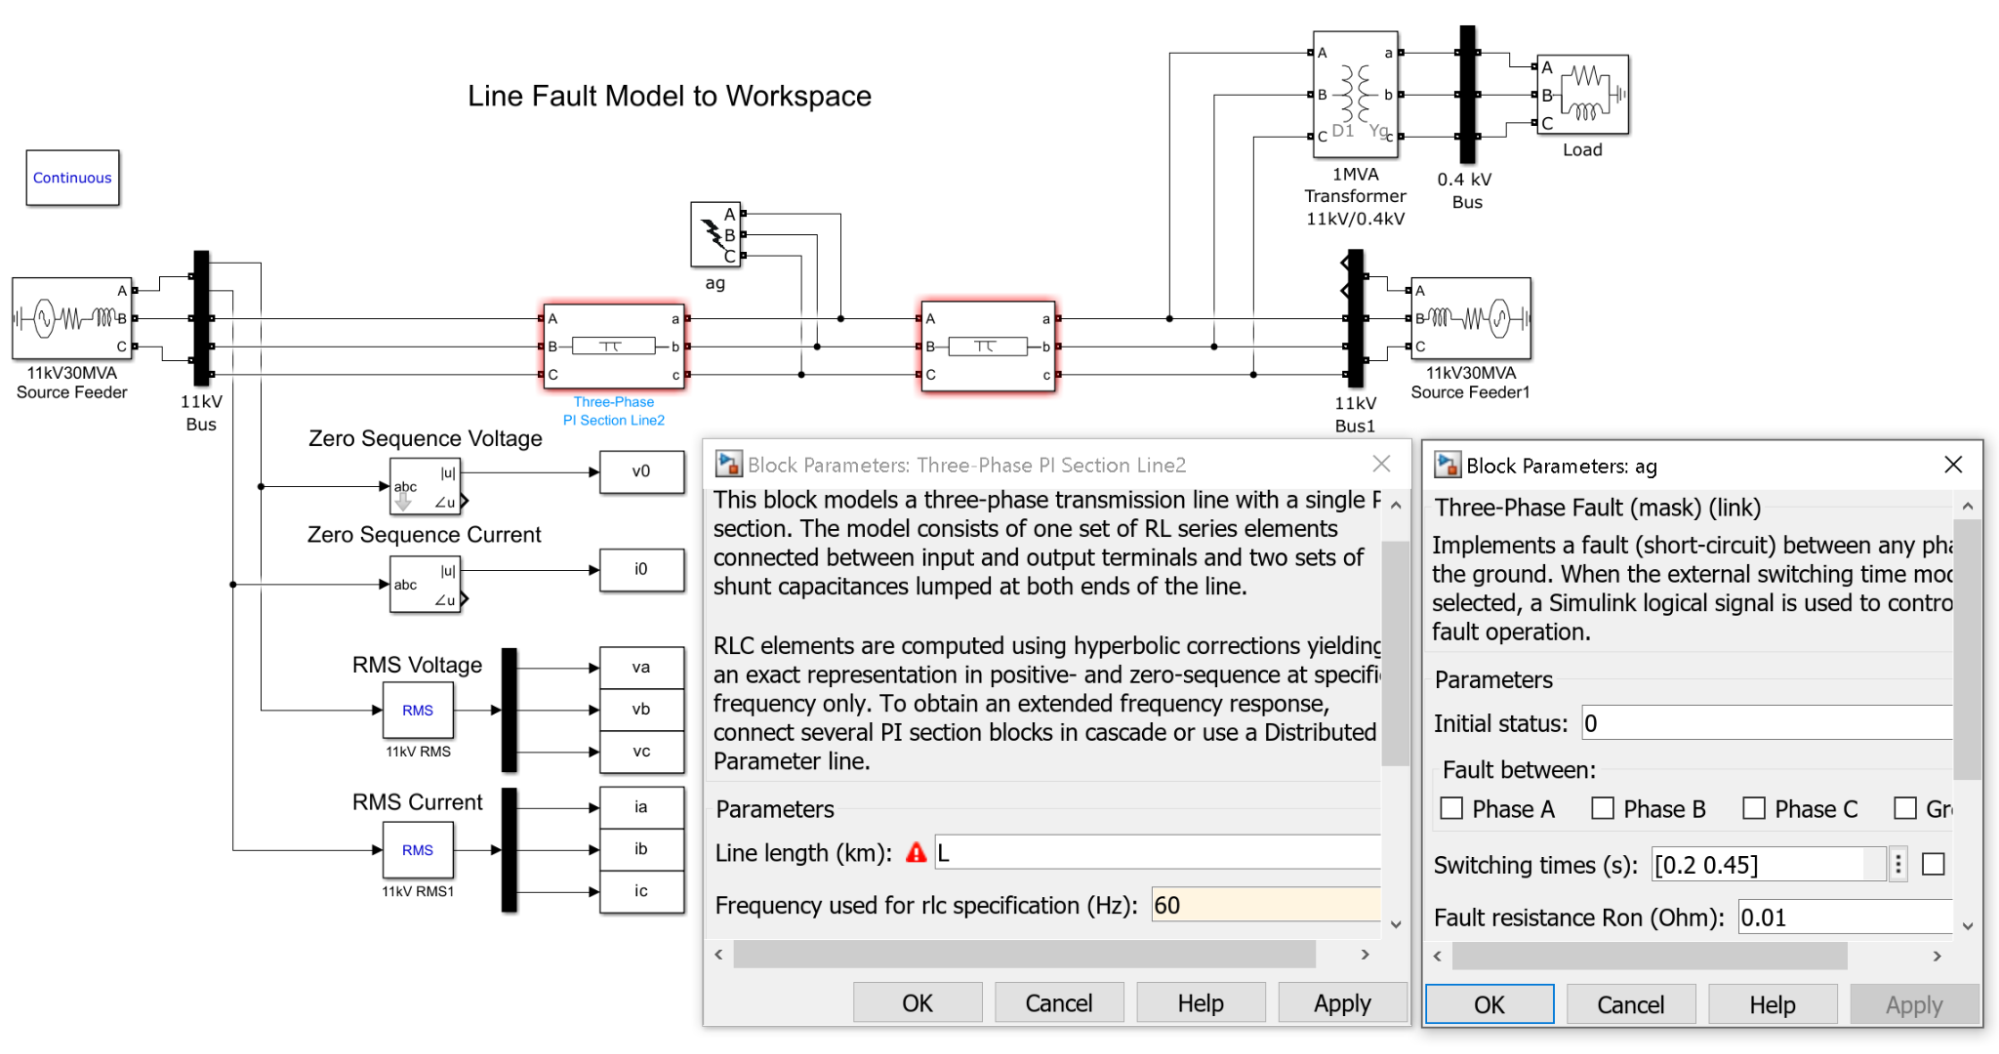 Line Fault Model to Workspace
Continuous
A
B
C
11kV30MVA
Source Feeder
11kV
Bus
A
B
C
ag
A
B
C
a
b
c
Three-Phase
PI Section Line2
A
B
C
a
b
c
A
B
C
a
b
c
D1
Yg
1MVA
Transformer
11kV/0.4kV
0.4 kV
Bus
A
B
C
Load
11kV
Bus1
A
B
C
11kV30MVA
Source Feeder1
Zero Sequence Voltage
abc
|u|
∠u
v0
Zero Sequence Current
abc
|u|
∠u
i0
RMS Voltage
RMS
11kV RMS
va
vb
vc
RMS Current
RMS
11kV RMS1
ia
ib
ic
Block Parameters: Three-Phase PI Section Line2
This block models a three-phase transmission line with a single P
section. The model consists of one set of RL series elements
connected between input and output terminals and two sets of
shunt capacitances lumped at both ends of the line.
RLC elements are computed using hyperbolic corrections yielding
an exact representation in positive- and zero-sequence at specifi
frequency only. To obtain an extended frequency response,
connect several PI section blocks in cascade or use a Distributed
Parameter line.
Parameters
Line length (km): L
Frequency used for rlc specification (Hz): 60
OK Cancel Help Apply
Block Parameters: ag
Three-Phase Fault (mask) (link)
Implements a fault (short-circuit) between any pha
the ground. When the external switching time mod
selected, a Simulink logical signal is used to contro
fault operation.
Parameters
Initial status: 0
Fault between:
Phase A Phase B Phase C Gr
Switching times (s): [0.2 0.45]
Fault resistance Ron (Ohm): 0.01
OK Cancel Help Apply